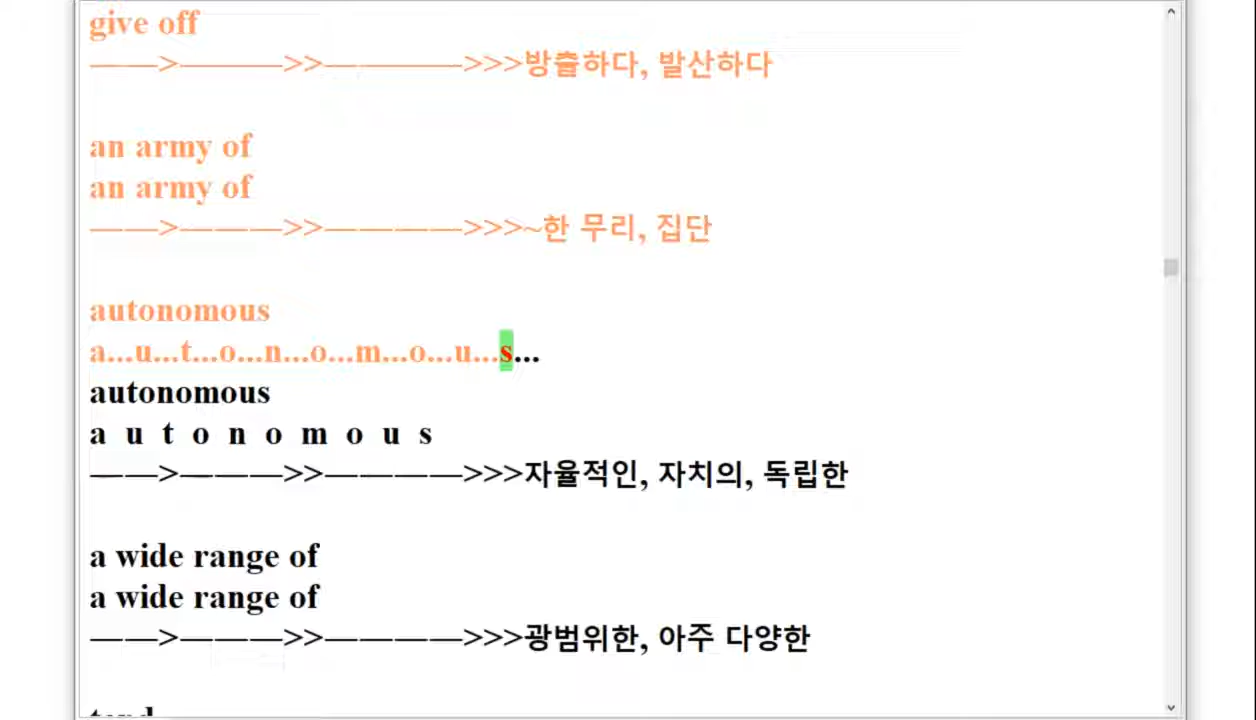 give off
——>———>>————>>>방출하다, 발산하다
an army of
an army of
——>———>>————>>>~한 무리, 집단
autonomous
a...u...t...o...n...o...m...o...u...s...
autonomous
a u t o n o m o u s
——>———>>————>>>자율적인, 자치의, 독립한
a wide range of
a wide range of
——>———>>————>>>광범위한, 아주 다양한